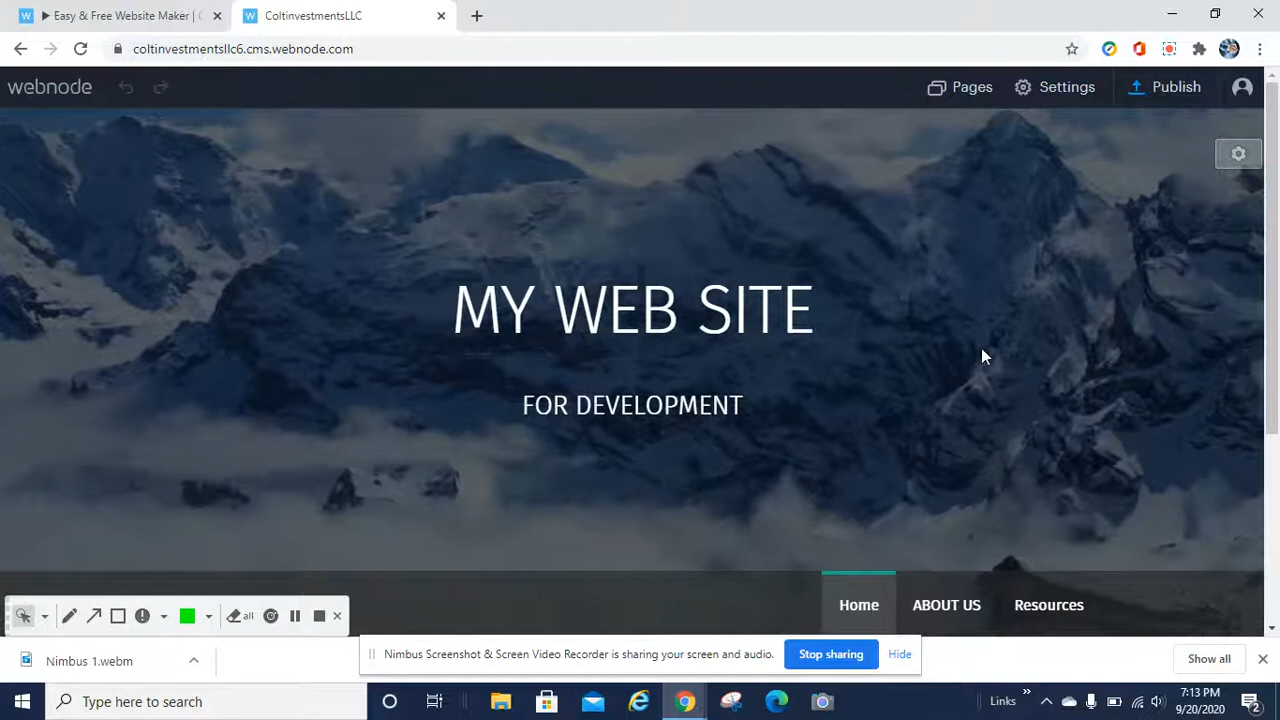 Easy & Free Website Maker |
ColtinvestmentsLLC
coltinvestmentsllc6.cms.webnode.com
webnode
Pages
Settings
Publish
MY WEB SITE
FOR DEVELOPMENT
Home
ABOUT US
Resources
all
Nimbus Screenshot & Screen Video Recorder is sharing your screen and audio.
Stop sharing
Hide
Nimbus 1.webm
Show all
Type here to search
Links
7:13 PM
9/20/2020
2